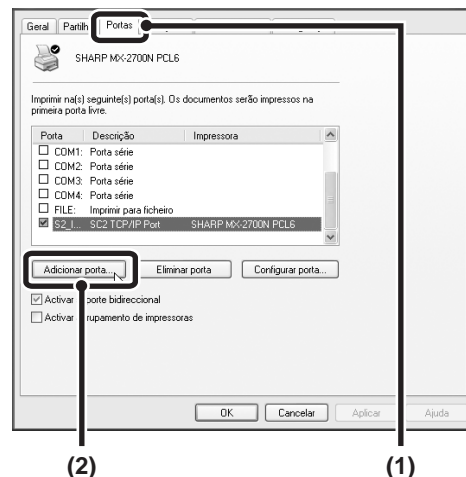 Geral Partilh Portas
SHARP MX-2700N PCL6
Imprimir na(s) seguinte(s) porta(s). Os documentos serão impressos na
primeira porta livre.
Porta Descrição Impressora
COM1: Porta série
COM2: Porta série
COM3: Porta série
COM4: Porta série
FILE: Imprimir para ficheiro
S2_I... SC2 TCP/IP Port SHARP MX-2700N PCL6
Adicionar porta... Eliminar porta Configurar porta...
Activar porte bidireccional
Activar rupamento de impressoras
OK Cancelar Aplicar Ajuda
(2) (1)